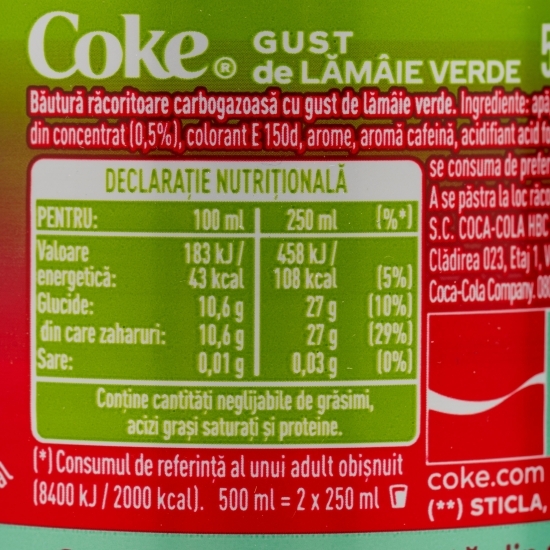 Coke® GUST
de LĂMÂIE VERDE
Băutură răcoritoare carbogazoasă cu gust de lămâie verde. Ingrediente: apă
din concentrat (0,5%), colorant E 150d, arome, aromă cafeină, acidifiant acid
se consuma de prefer
A se păstra la loc răco
S.C. COCA-COLA HBC
Clădirea 023, Etaj 1,
Coca-Cola Company.
DECLARAȚIE NUTRIȚIONALĂ
PENTRU: 100 ml 250 ml (%*)
Valoare 183 kJ / 458 kJ /
energetică: 43 kcal 108 kcal (5%)
Glucide: 10,6 g 27 g (10%)
din care zaharuri: 10,6 g 27 g (29%)
Sare: 0,01 g 0,03 g (0%)
Conține cantități neglijabile de grăsimi,
acizi grași saturați și proteine.
(*) Consumul de referință al unui adult obișnuit
(8400 kJ / 2000 kcal). 500 ml = 2 x 250 ml
coke.com
(**) STICLA,